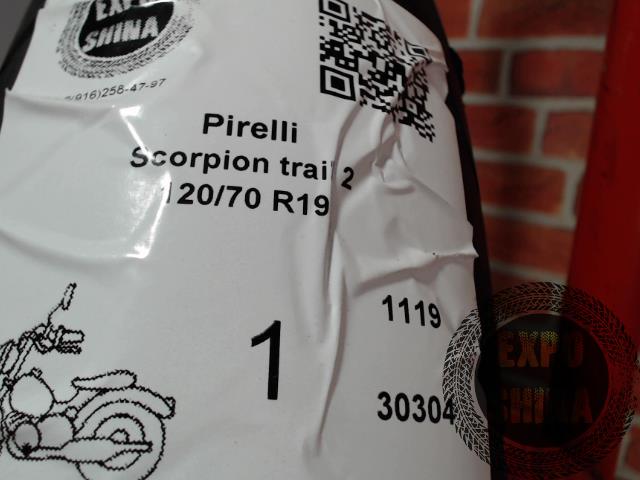 EXPO
SHINA
(916)258-47-97
Pirelli
Scorpion trail 2
120/70 R19
1119
1
30304
EXPO
SHINA